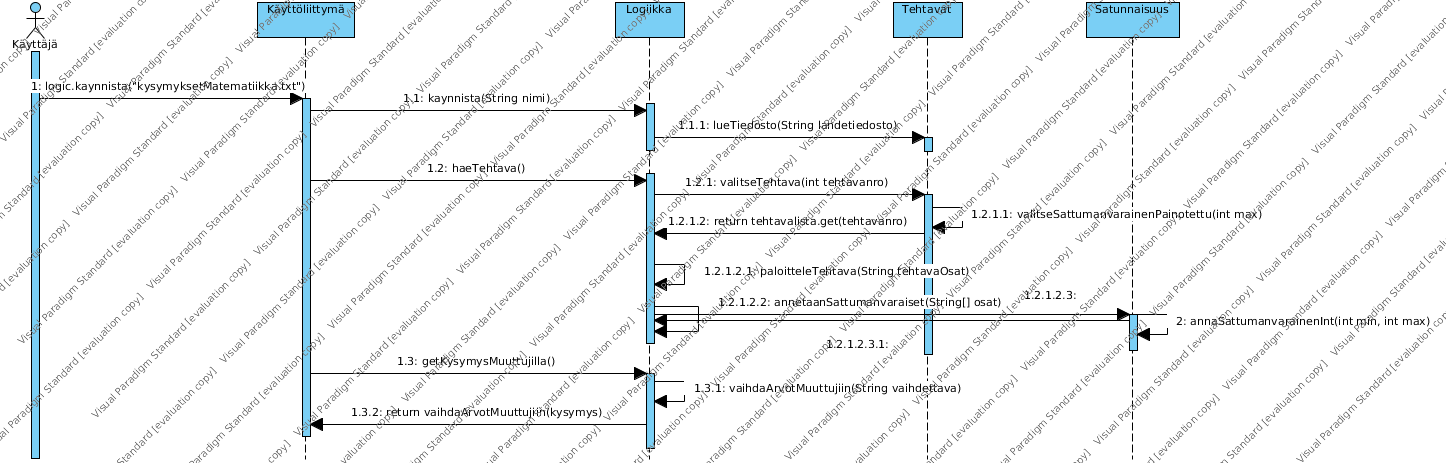 Käyttöliittymä
Logiikka
Tehtavat
Satunnaisuus
Käyttäjä
1: logic.kaynnista("kysymyksetMatematiikka.txt")
1.1: kaynnista(String nimi)
1.1.1: lueTiedosto(String lahdetiedosto)
1.2: haeTehtava()
1.2.1: valitseTehtava(int tehtavanro)
1.2.1.1: valitseSattumanvarainenPainotettu(int max)
1.2.1.2: return tehtavalista.get(tehtavanro)
1.2.1.2.1: paloitteleTehtava(String tehtavaOsat)
1.2.1.2.2: annetaanSattumanvaraiset(String[] osat)
1.2.1.2.3:
2: annaSattumanvarainenInt(int min, int max)
1.2.1.2.3.1:
1.3: getKysymysMuuttujilla()
1.3.1: vaihdaArvotMuuttujiin(String vaihdettava)
1.3.2: return vaihdaArvotMuuttujiin(kysymys)
Visual Paradigm Standard [evaluation copy]